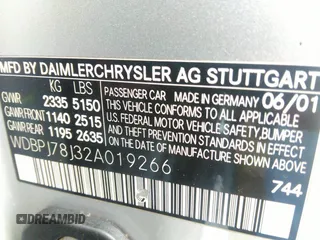 MFD BY DAIMLERCHRYSLER AG STUTTGART
KG LBS PASSENGER CAR MADE IN GERMANY 06/01
GVWR 2335 5150 THIS VEHICLE CONFORMS TO ALL APPLICABLE
GAWR FRONT 1140 2515 U.S. FEDERAL MOTOR VEHICLE SAFETY, BUMPER,
GAWR REAR 1195 2635 AND THEFT PREVENTION STANDARDS IN EFFECT
ON THE DATE OF MANUFACTURE SHOWN ABOVE.
WDBPJ78J32A019266
744
DREAMBID